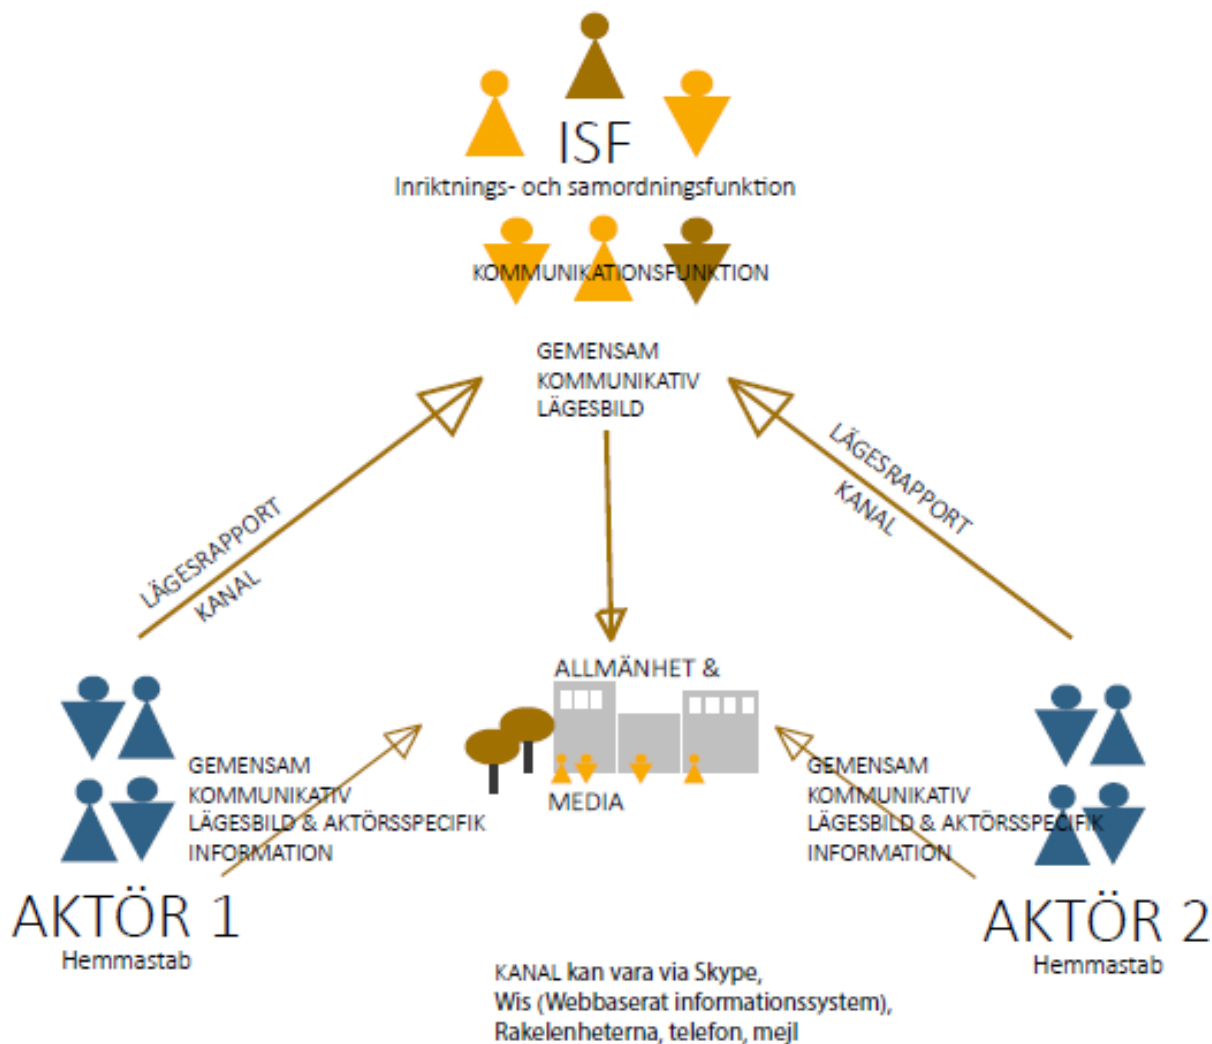 ISF
Inriktnings- och samordningsfunktion
KOMMUNIKATIONSFUNKTION
GEMENSAM
KOMMUNIKATIV
LÄGESBILD
LÄGESRAPPORT
KANAL
LÄGESRAPPORT
KANAL
ALLMÄNHET &
MEDIA
GEMENSAM
KOMMUNIKATIV
LÄGESBILD & AKTÖRSSPECIFIK
INFORMATION
GEMENSAM
KOMMUNIKATIV
LÄGESBILD & AKTÖRSSPECIFIK
INFORMATION
AKTÖR 1
Hemmastab
AKTÖR 2
Hemmastab
KANAL kan vara via Skype,
Wis (Webbaserat informationssystem),
Rakelenheterna, telefon, mejl